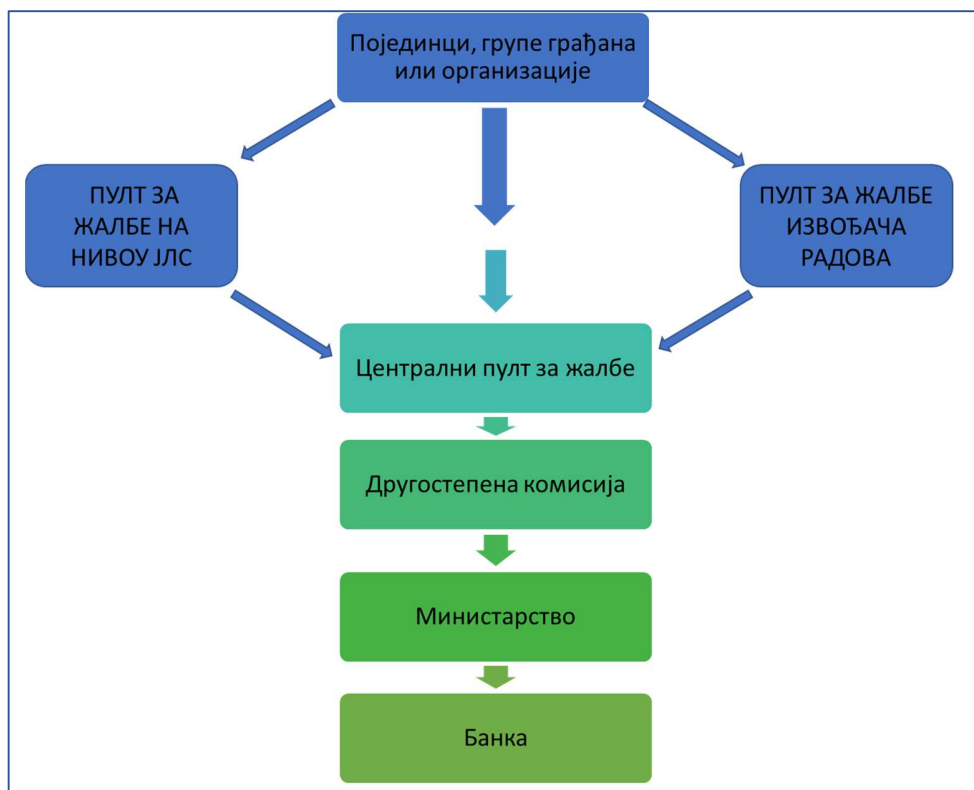 Појединци, групе грађана
или организације
ПУЛТ ЗА
ЖАЛБЕ НА
НИВОУ ЈЛС
ПУЛТ ЗА ЖАЛБЕ
ИЗВОЂАЧА
РАДОВА
Централни пулт за жалбе
Другостепена комисија
Министарство
Банка